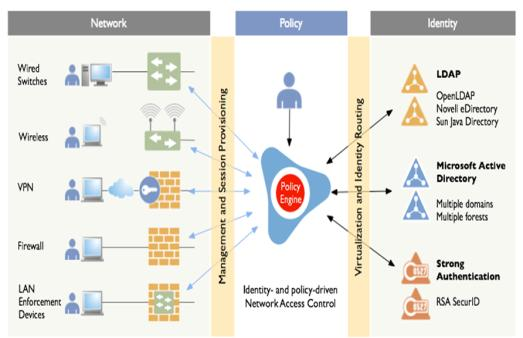 Network
Policy
Identity
Wired
Switches
Wireless
VPN
Firewall
LAN
Enforcement
Devices
Management and Session Provisioning
Policy
Engine
Identity- and policy-driven
Network Access Control
Virtualization and Identity Routing
LDAP
OpenLDAP
Novell eDirectory
Sun Java Directory
Microsoft Active
Directory
Multiple domains
Multiple forests
Strong
Authentication
RSA SecurID